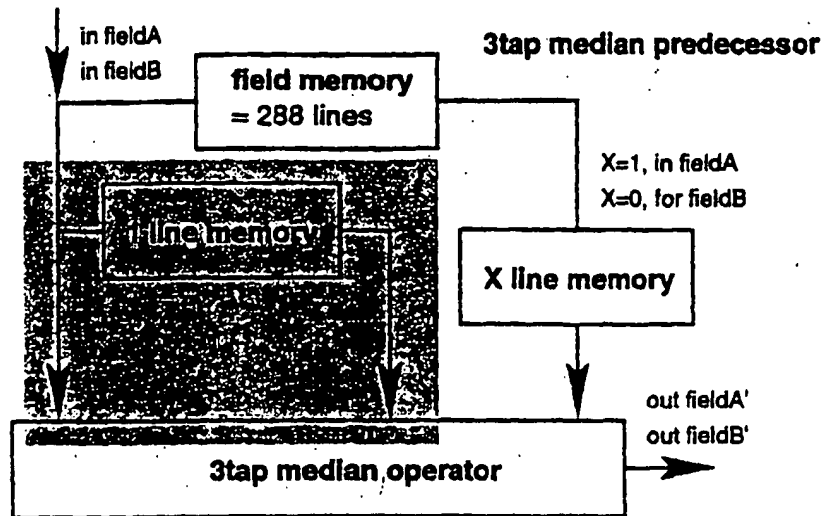 in fieldA
in fieldB
3tap median predecessor
field memory
= 288 lines
X=1, in fieldA
X=0, for fieldB
1 line memory
X line memory
out fieldA'
out fieldB'
3tap median operator